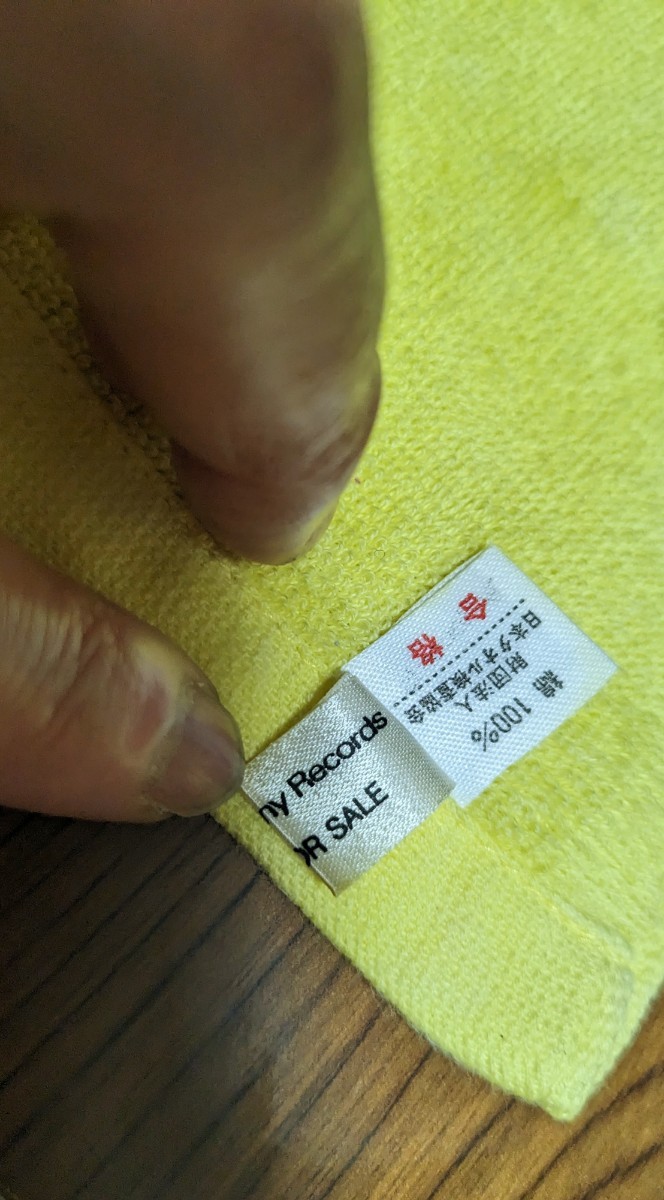 合格
日本タオル検査協会
財団法人
綿 100%
ny Records
OR SALE